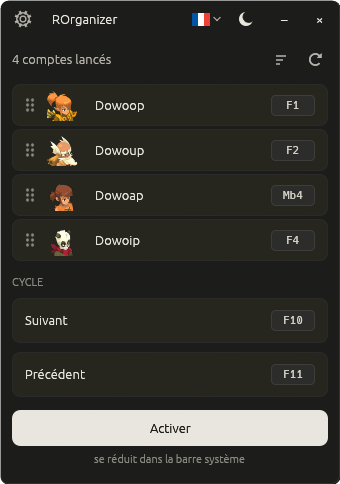 ROrganizer
4 comptes lancés
Dowoop F1
Dowoup F2
Dowoap Mb4
Dowoip F4
CYCLE
Suivant F10
Précédent F11
Activer
se réduit dans la barre système